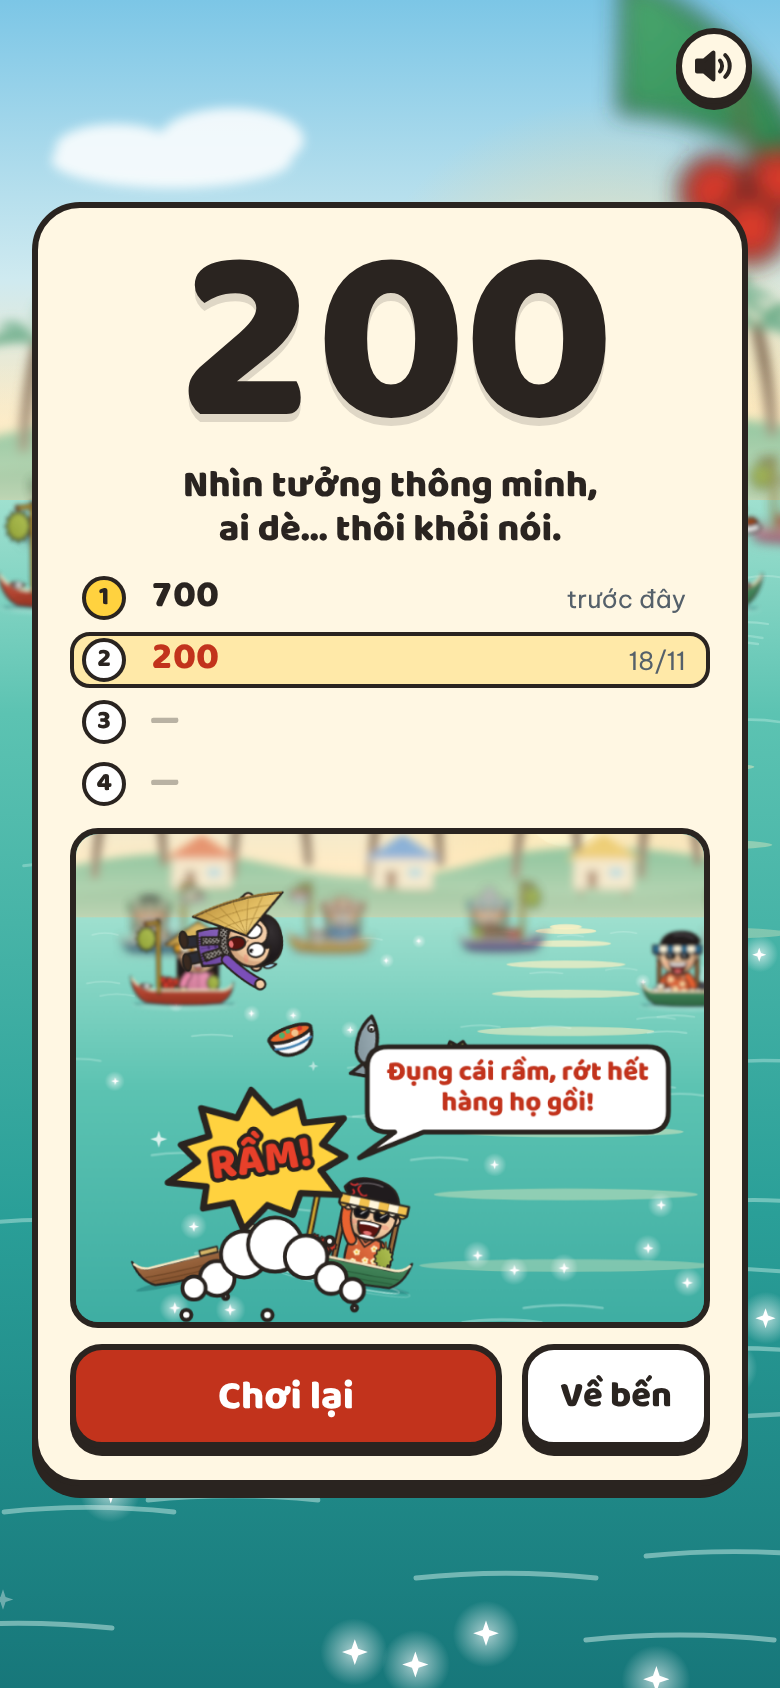 200
Nhìn tưởng thông minh,
ai dè... thôi khỏi nói.
1 700 trước đây
2 200 18/11
3 —
4 —
Đụng cái rầm, rớt hết
hàng họ gồi!
RẦM!
Chơi lại
Về bến